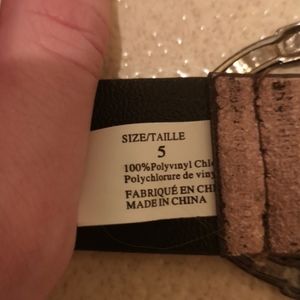 SIZE/TAILLE
5
100%Polyvinyl Chl
Polychlorure de viny
FABRIQUÉ EN CH
MADE IN CHINA